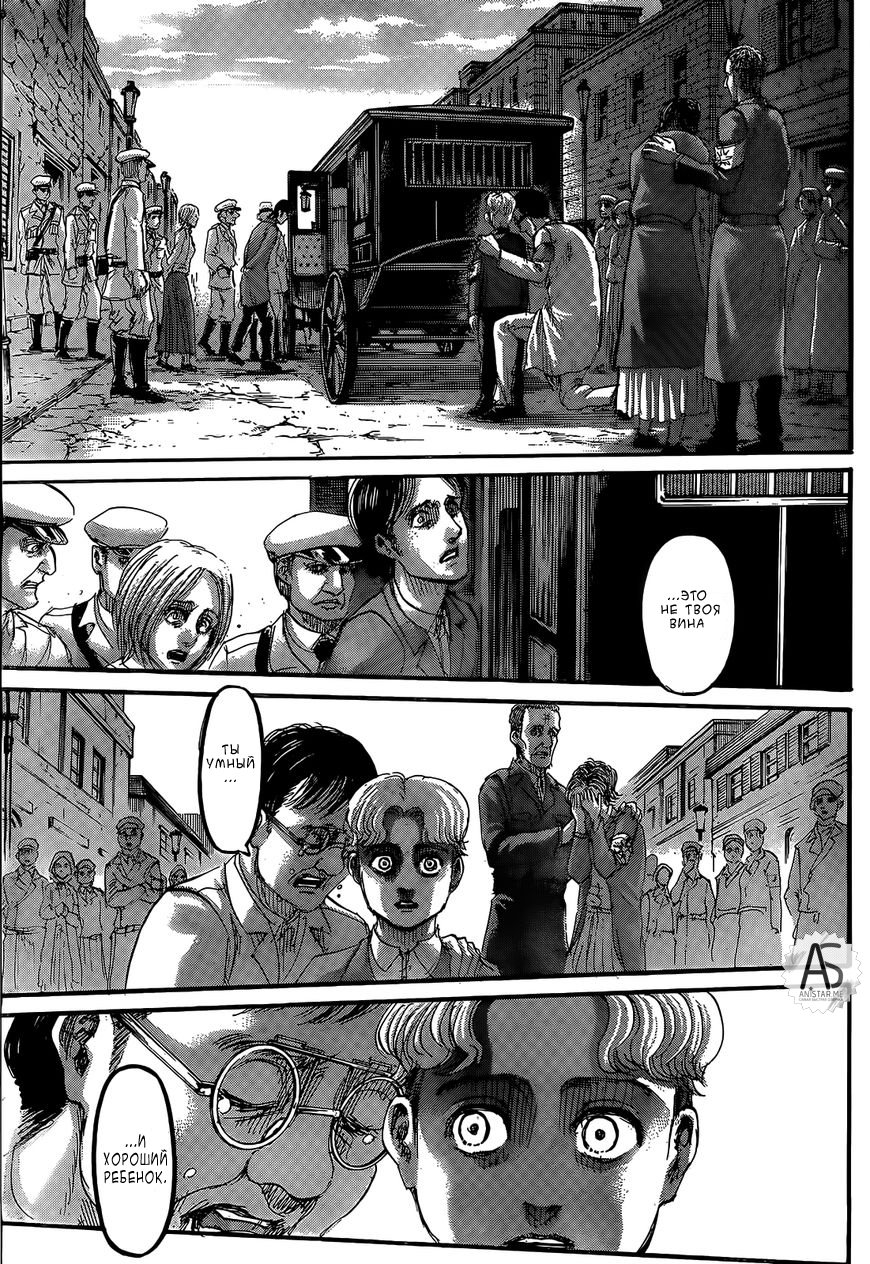 ...ЭТО
НЕ ТВОЯ
ВИНА
ТЫ
УМНЫЙ
...
AS
ANISTAR.ME
...И
ХОРОШИЙ
РЕБЕНОК.